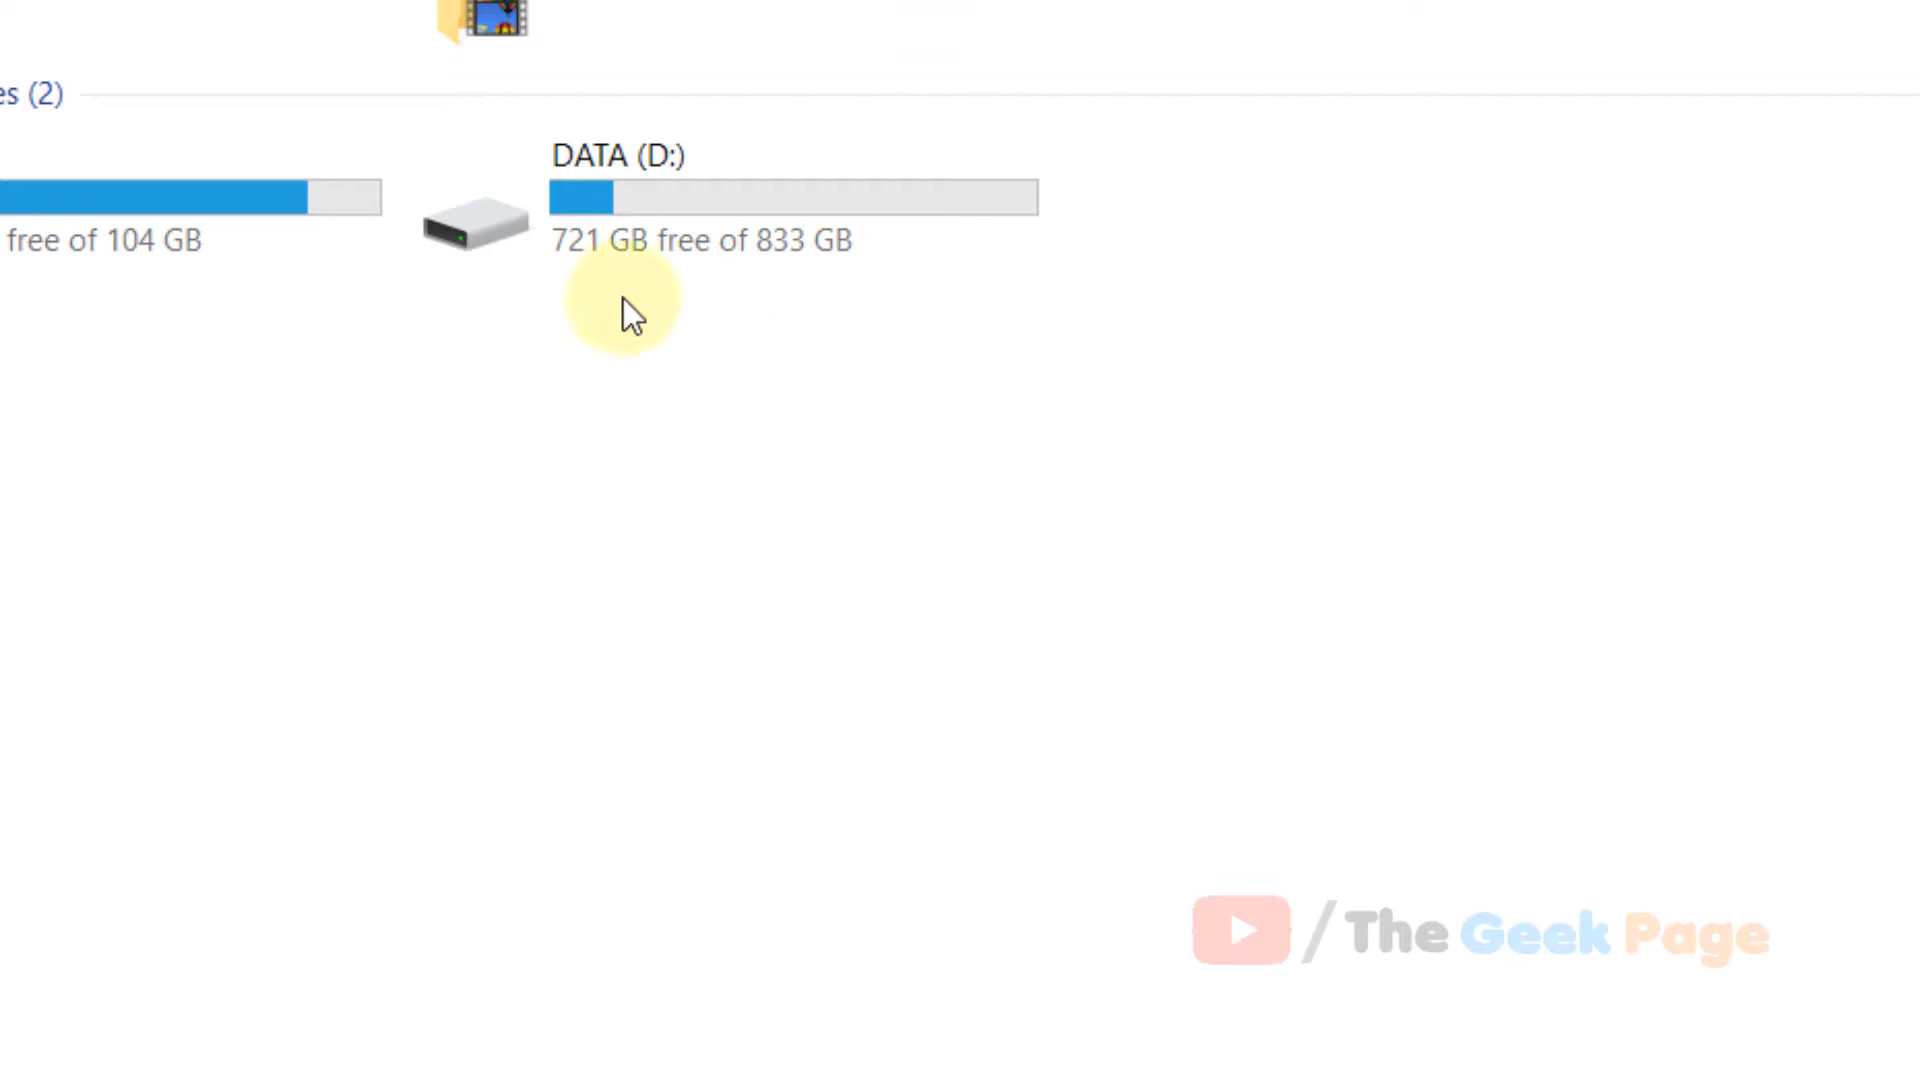 es (2)
DATA (D:)
free of 104 GB
721 GB free of 833 GB
/The Geek Page